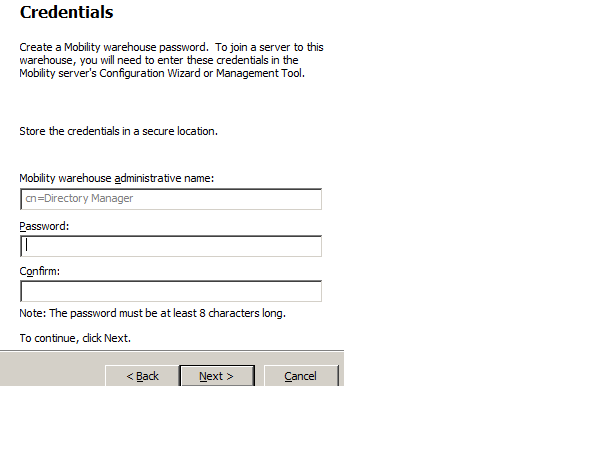 Credentials
Create a Mobility warehouse password. To join a server to this
warehouse, you will need to enter these credentials in the
Mobility server's Configuration Wizard or Management Tool.
Store the credentials in a secure location.
Mobility warehouse administrative name:
cn=Directory Manager
Password:
Confirm:
Note: The password must be at least 8 characters long.
To continue, click Next.
< Back Next > Cancel